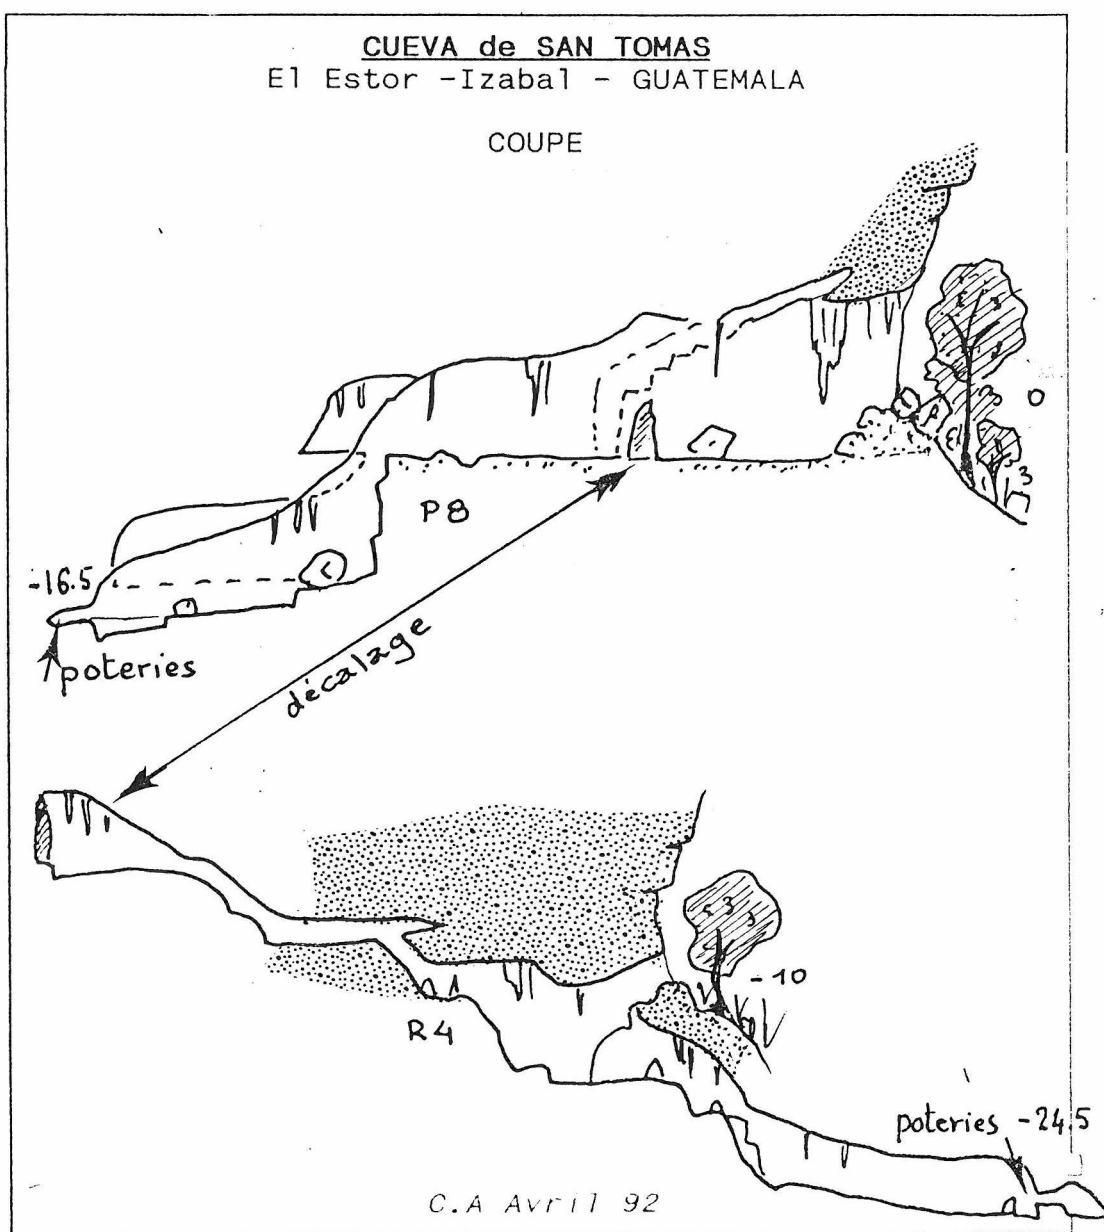 CUEVA de SAN TOMAS
El Estor -Izabal - GUATEMALA
COUPE
0
P8
-16.5
poteries
décalage
-10
R4
poteries -24.5
C.A Avril 92